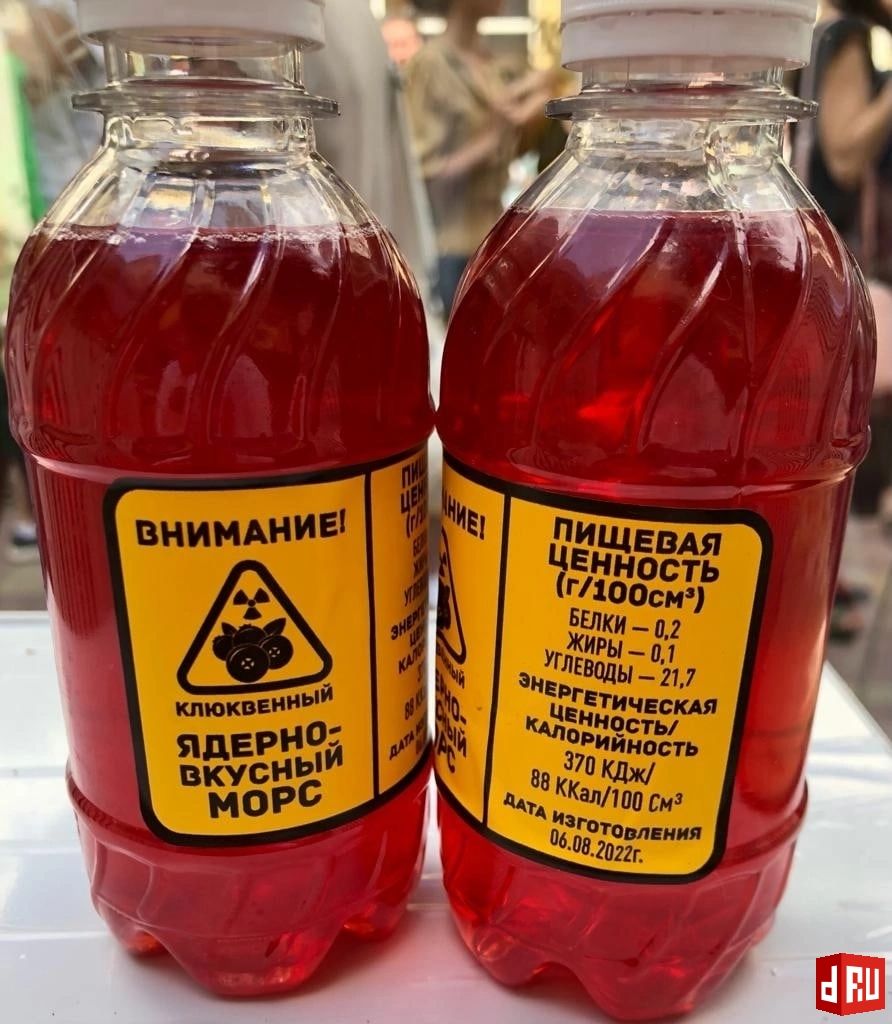 ВНИМАНИЕ!
КЛЮКВЕННЫЙ
ЯДЕРНО-
ВКУСНЫЙ
МОРС
ПИЩЕВАЯ
ЦЕННОСТЬ
(г/100см³)
БЕЛКИ — 0,2
ЖИРЫ — 0,1
УГЛЕВОДЫ — 21,7
ЭНЕРГЕТИЧЕСКАЯ
ЦЕННОСТЬ/
КАЛОРИЙНОСТЬ
370 КДж/
88 ККал/100 См³
ДАТА ИЗГОТОВЛЕНИЯ
06.08.2022г.
dRU